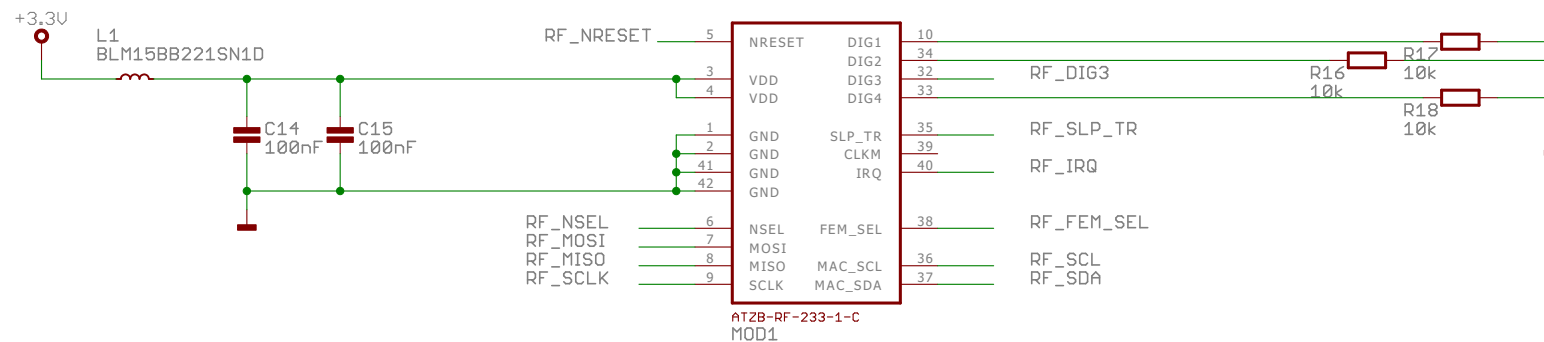 +3.3V
L1
BLM15BB221SN1D
C14
100nF
C15
100nF
RF_NRESET
5
3
4
1
2
41
42
RF_NSEL
6
RF_MOSI
7
RF_MISO
8
RF_SCLK
9
NRESET
VDD
VDD
GND
GND
GND
GND
NSEL
MOSI
MISO
SCLK
DIG1
DIG2
DIG3
DIG4
SLP_TR
CLKM
IRQ
FEM_SEL
MAC_SCL
MAC_SDA
ATZB-RF-233-1-C
MOD1
10
34
32
RF_DIG3
33
35
RF_SLP_TR
39
40
RF_IRQ
38
RF_FEM_SEL
36
RF_SCL
37
RF_SDA
R17
10k
R16
10k
R18
10k